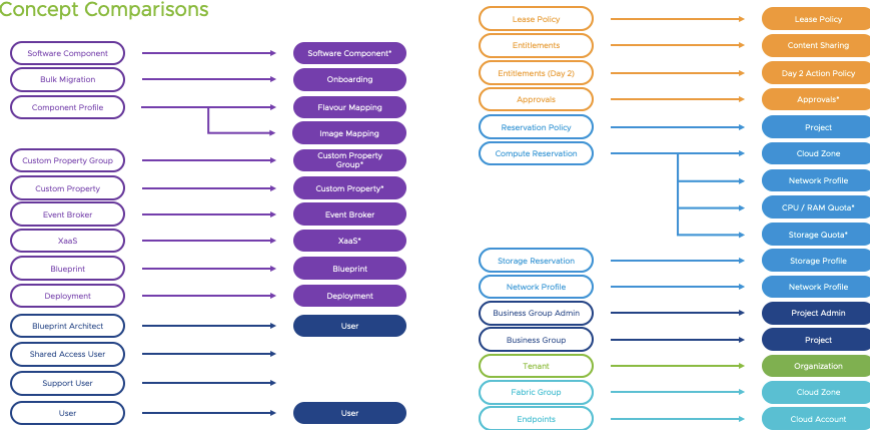 Concept Comparisons
Software Component
Software Component*
Bulk Migration
Onboarding
Component Profile
Flavour Mapping
Image Mapping
Custom Property Group
Custom Property
Group*
Custom Property
Custom Property*
Event Broker
Event Broker
XaaS
XaaS*
Blueprint
Blueprint
Deployment
Deployment
Blueprint Architect
User
Shared Access User
Support User
User
User
Lease Policy
Lease Policy
Entitlements
Content Sharing
Entitlements (Day 2)
Day 2 Action Policy
Approvals
Approvals*
Reservation Policy
Project
Compute Reservation
Cloud Zone
Network Profile
CPU / RAM Quota*
Storage Quota*
Storage Reservation
Storage Profile
Network Profile
Network Profile
Business Group Admin
Project Admin
Business Group
Project
Tenant
Organization
Fabric Group
Cloud Zone
Endpoints
Cloud Account